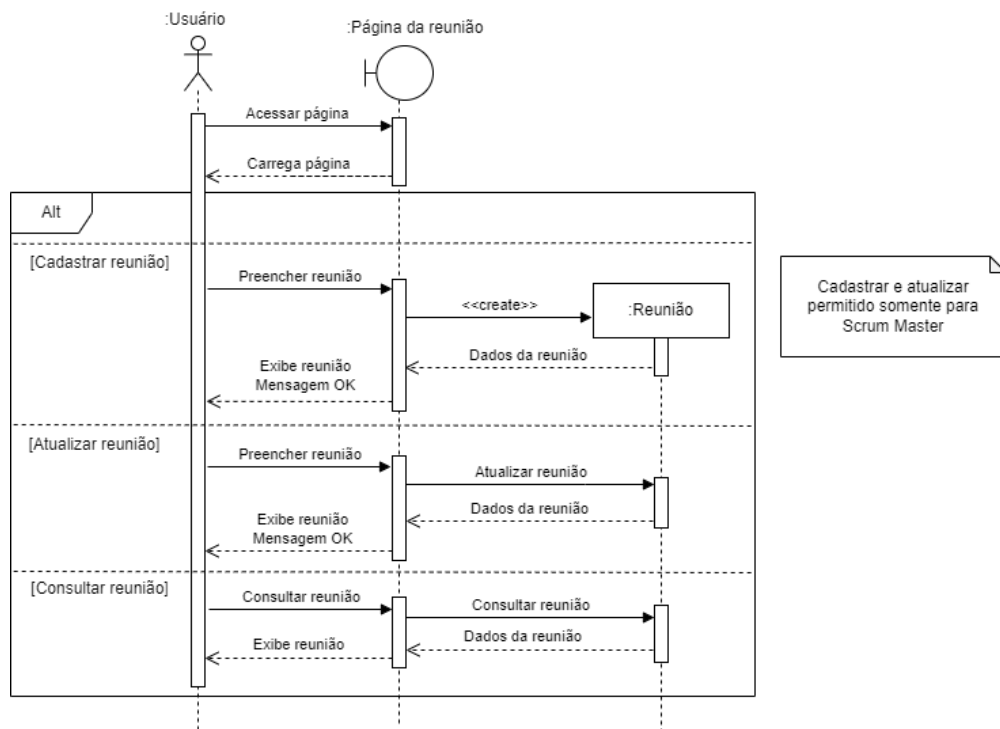 :Usuário
:Página da reunião
Acessar página
Carrega página
Alt
[Cadastrar reunião]
Preencher reunião
<<create>>
:Reunião
Dados da reunião
Exibe reunião
Mensagem OK
Cadastrar e atualizar
permitido somente para
Scrum Master
[Atualizar reunião]
Preencher reunião
Atualizar reunião
Dados da reunião
Exibe reunião
Mensagem OK
[Consultar reunião]
Consultar reunião
Consultar reunião
Dados da reunião
Exibe reunião